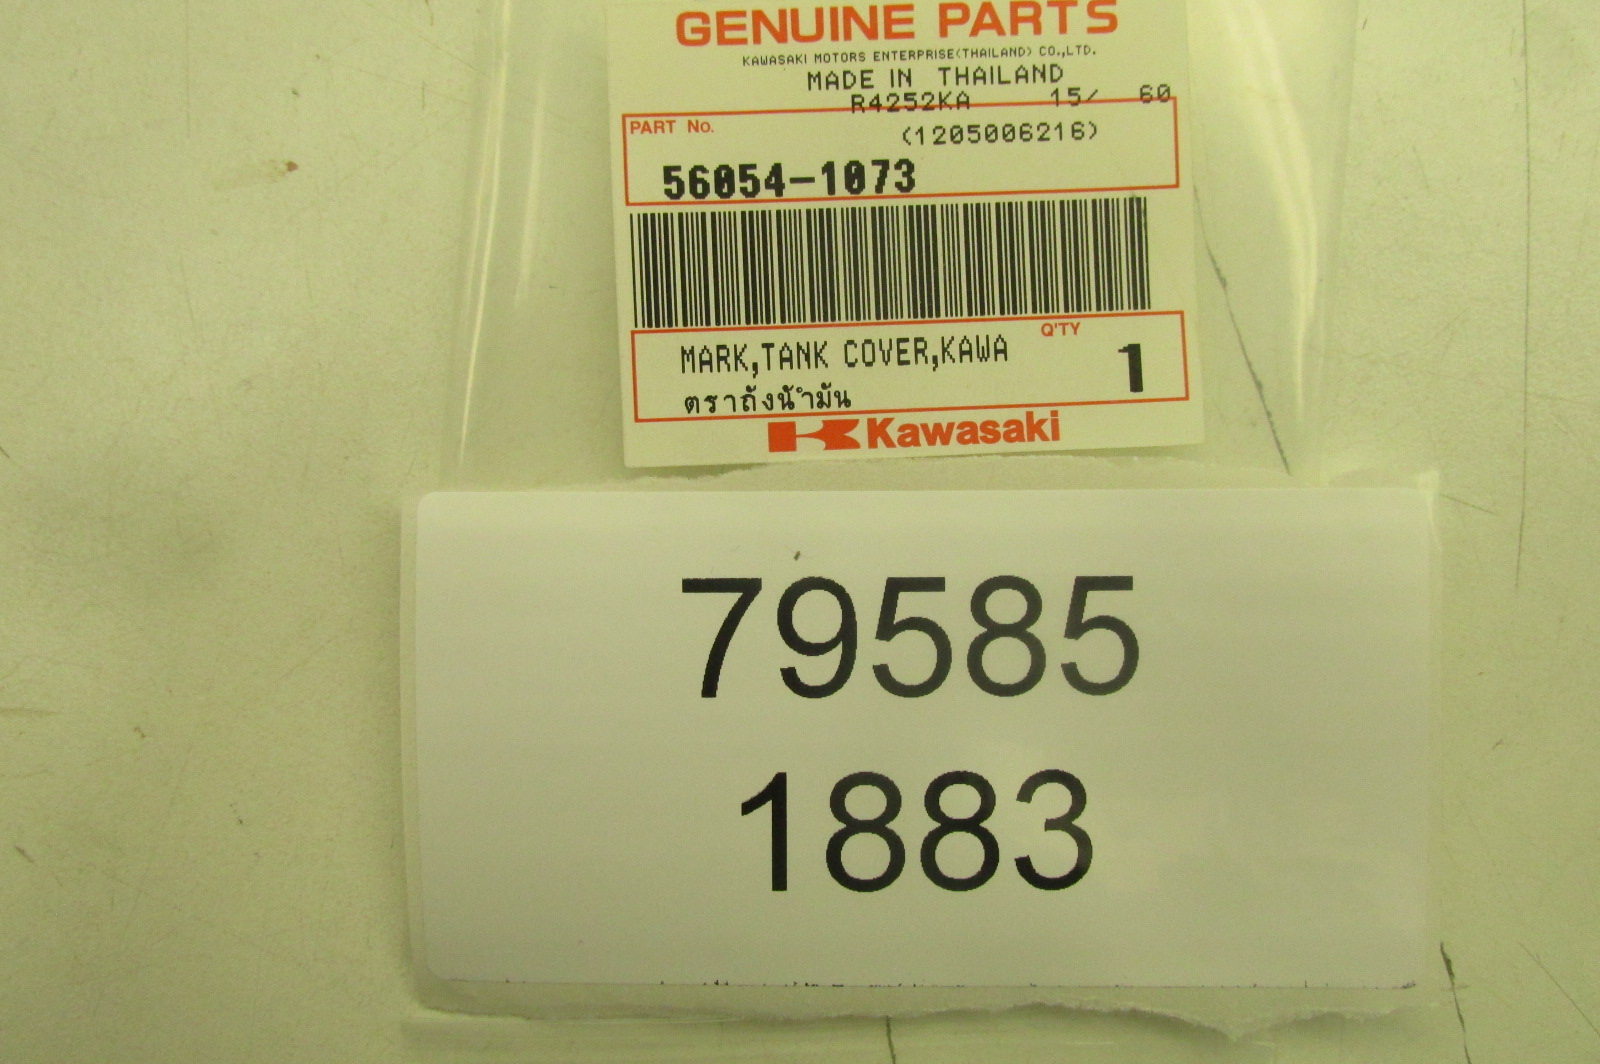 GENUINE PARTS
KAWASAKI MOTORS ENTERPRISE(THAILAND) CO.,LTD.
MADE IN THAILAND
R4252KA 15/ 60
PART No.
(1205006216)
56054-1073
Q'TY
MARK,TANK COVER,KAWA
1
ตราถังน้ำมัน
Kawasaki
79585
1883